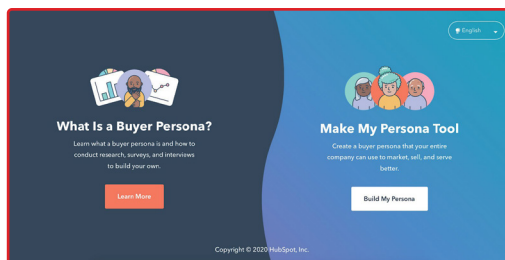 English
What Is a Buyer Persona?
Learn what a buyer persona is and how to
conduct research, surveys, and interviews
to build your own.
Learn More
Make My Persona Tool
Create a buyer persona that your entire
company can use to market, sell, and serve
better.
Build My Persona
Copyright © 2020 HubSpot, Inc.